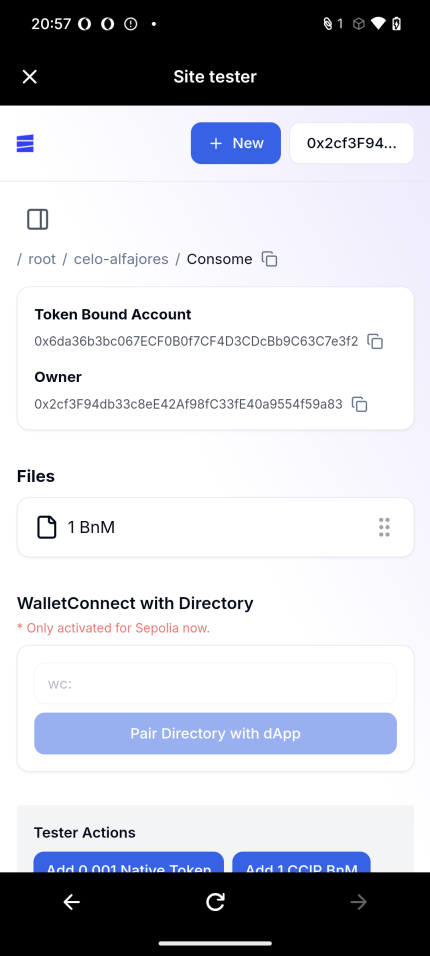 20:57
1
Site tester
New
0x2cf3F94...
/ root / celo-alfajores / Consome
Token Bound Account
0x6da36b3bc067ECF0B0f7CF4D3CDcBb9C63C7e3f2
Owner
0x2cf3F94db33c8eE42Af98fC33fE40a9554f59a83
Files
1 BnM
WalletConnect with Directory
* Only activated for Sepolia now.
wc:
Pair Directory with dApp
Tester Actions
Add 0.001 Native Token
Add 1 CCIP BnM